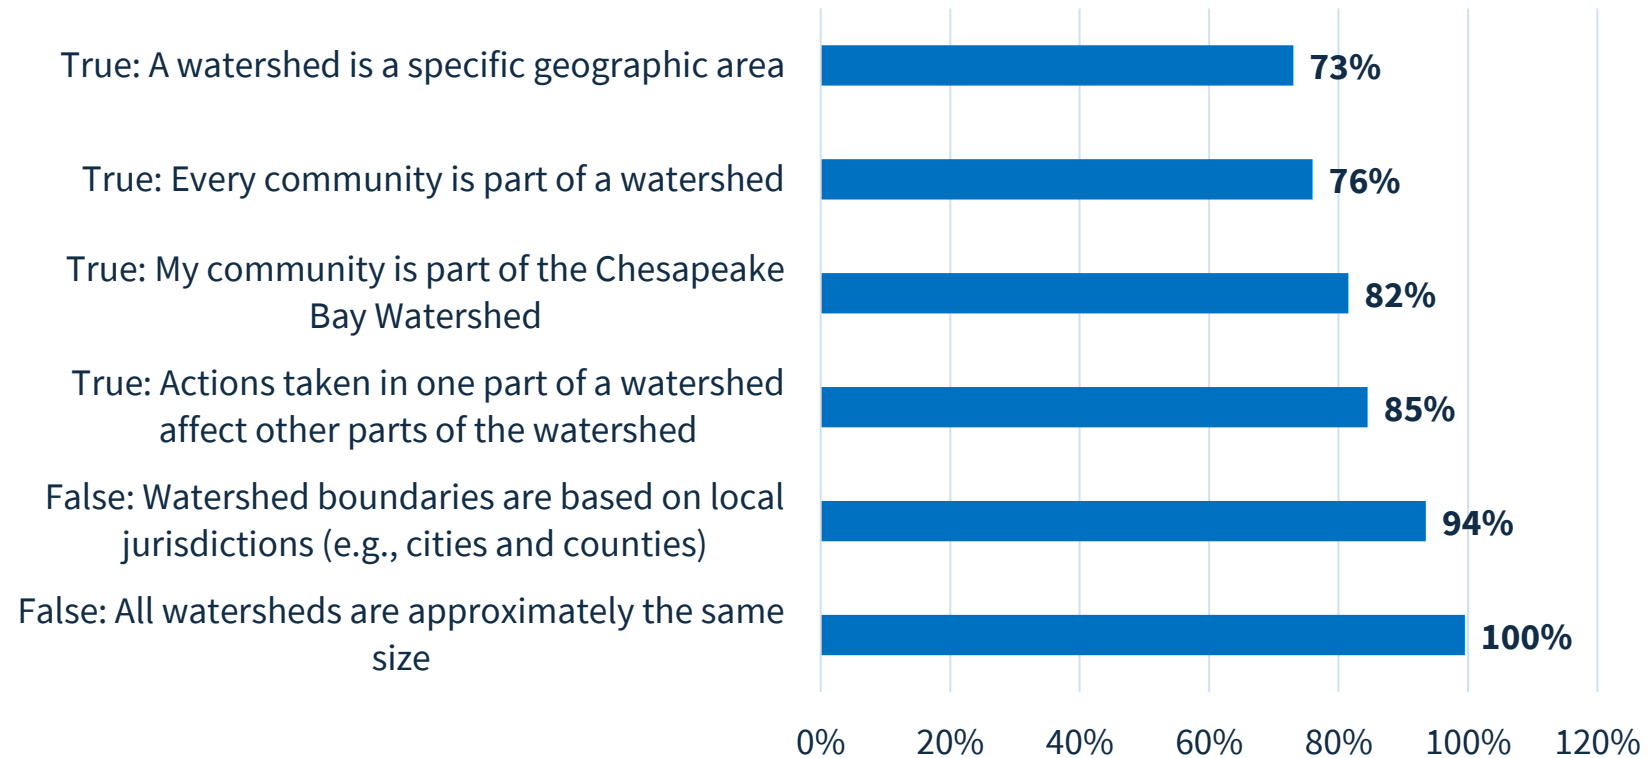 True: A watershed is a specific geographic area
73%
True: Every community is part of a watershed
76%
True: My community is part of the Chesapeake
Bay Watershed
82%
True: Actions taken in one part of a watershed
affect other parts of the watershed
85%
False: Watershed boundaries are based on local
jurisdictions (e.g., cities and counties)
94%
False: All watersheds are approximately the same
size
100%
0% 20% 40% 60% 80% 100% 120%